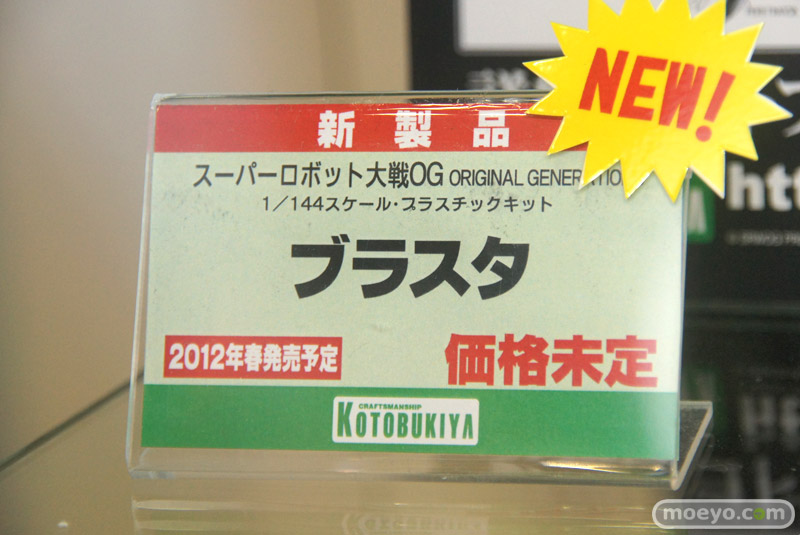 NEW!
新製品
スーパーロボット大戦OG ORIGINAL GENERATION
1/144スケール・プラスチックキット
ブラスタ
2012年春発売予定
価格未定
CRAFTSMANSHIP
KOTOBUKIYA
htt
moeyo.com